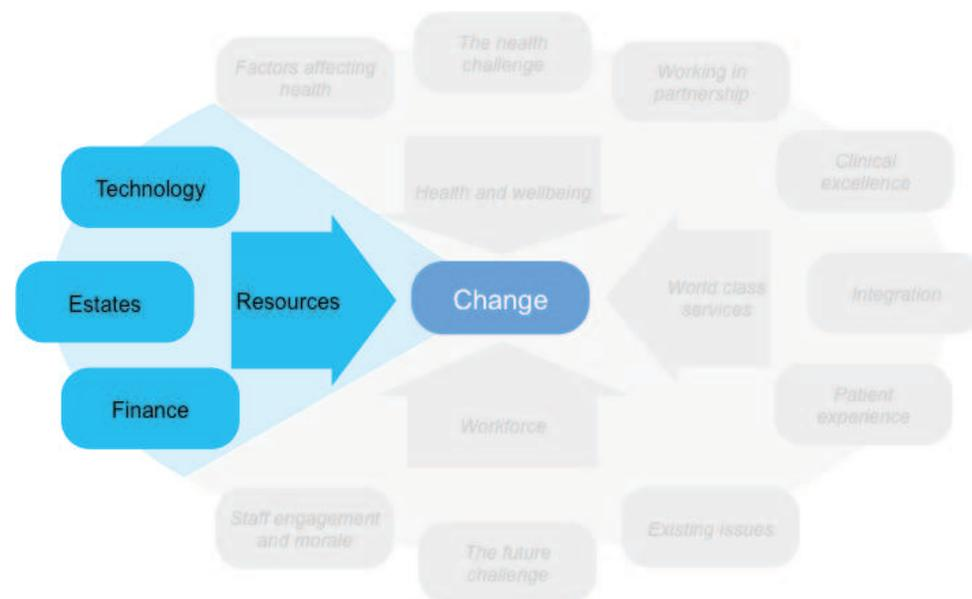 The health
challenge
Factors affecting
health
Working in
partnership
Technology
Clinical
excellence
Health and wellbeing
Estates
Resources
Change
World class
services
Integration
Finance
Patient
experience
Workforce
Staff engagement
and morale
Existing issues
The future
challenge